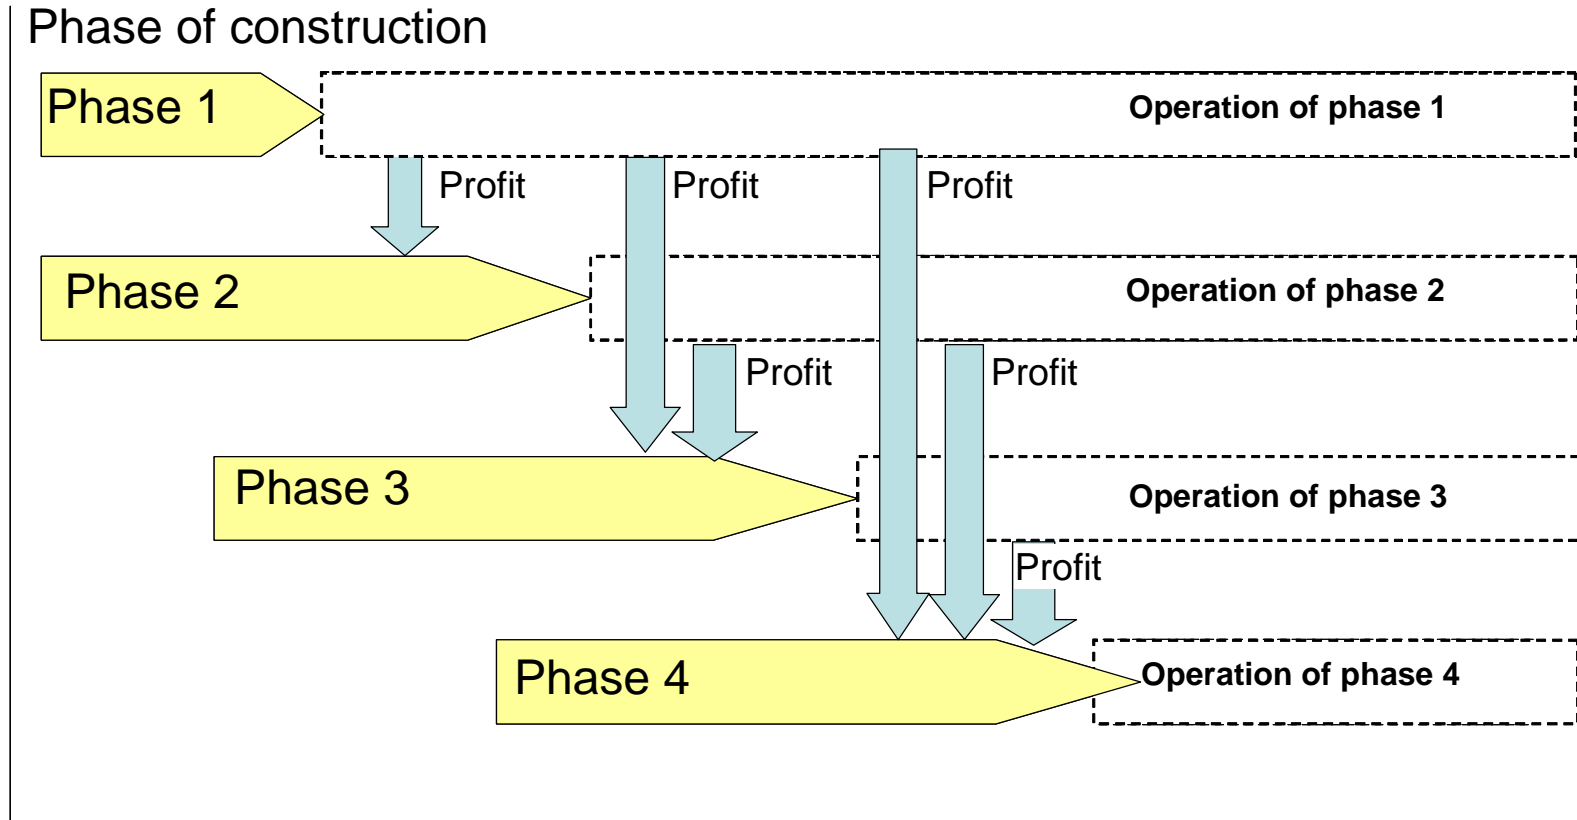 Phase of construction
Phase 1
Operation of phase 1
Profit
Profit
Profit
Phase 2
Operation of phase 2
Profit
Profit
Phase 3
Operation of phase 3
Profit
Phase 4
Operation of phase 4